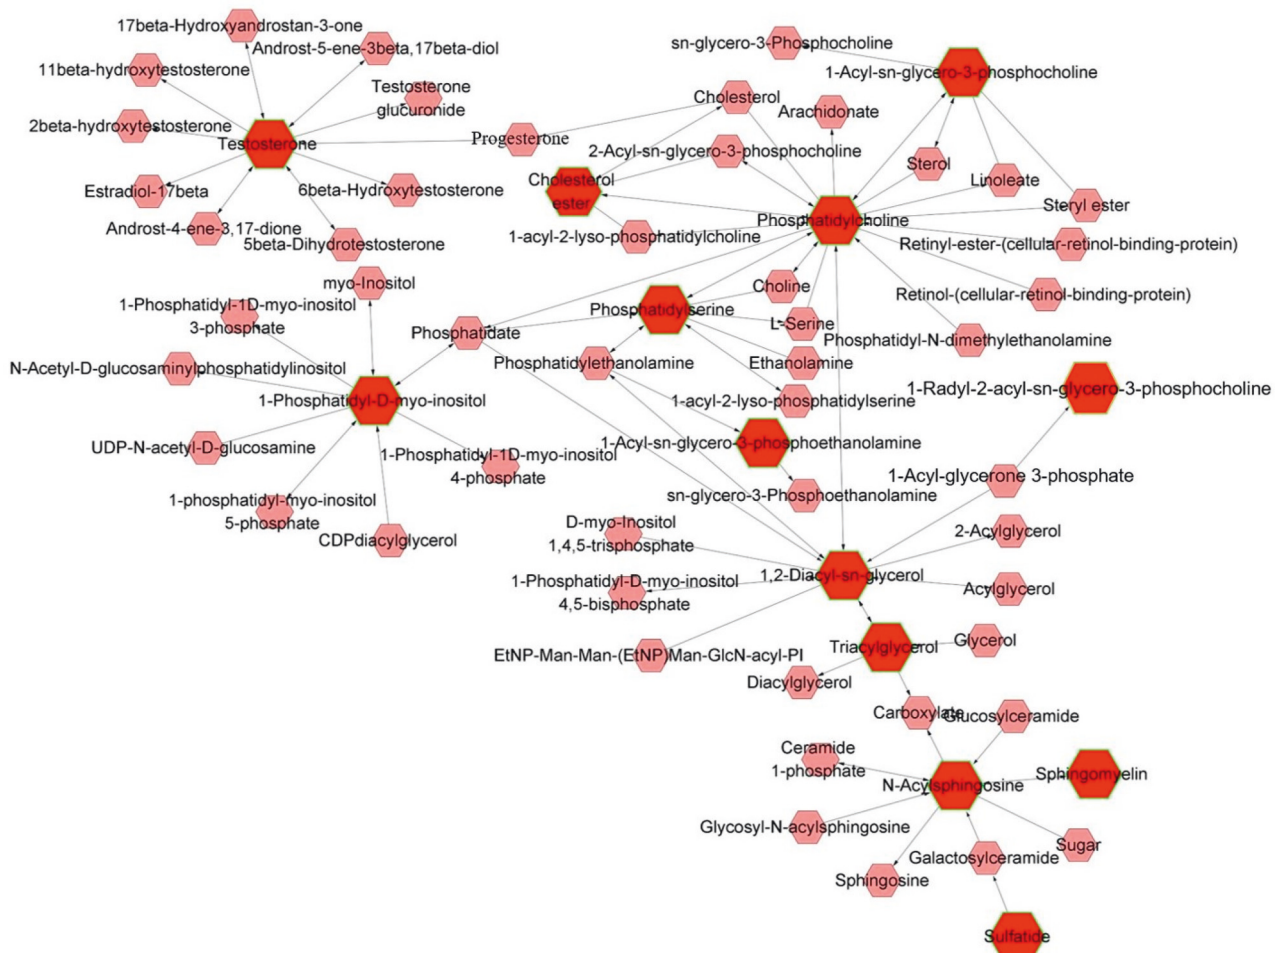 17beta-Hydroxyandrostan-3-one
Androst-5-ene-3beta,17beta-diol
11beta-hydroxytestosterone
Testosterone
glucuronide
2beta-hydroxytestosterone
Testosterone
Progesterone
Estradiol-17beta
6beta-Hydroxytestosterone
Androst-4-ene-3,17-dione
5beta-Dihydrotestosterone
sn-glycero-3-Phosphocholine
1-Acyl-sn-glycero-3-phosphocholine
Cholesterol
Arachidonate
2-Acyl-sn-glycero-3-phosphocholine
Sterol
Linoleate
Cholesterol
ester
Steryl ester
Phosphatidylcholine
1-acyl-2-lyso-phosphatidylcholine
Retinyl-ester-(cellular-retinol-binding-protein)
Choline
Retinol-(cellular-retinol-binding-protein)
Phosphatidylserine
L-Serine
Phosphatidyl-N-dimethylethanolamine
myo-Inositol
1-Phosphatidyl-1D-myo-inositol
3-phosphate
Phosphatidate
Phosphatidylethanolamine
Ethanolamine
N-Acetyl-D-glucosaminylphosphatidylinositol
1-Phosphatidyl-D-myo-inositol
1-acyl-2-lyso-phosphatidylserine
1-Radyl-2-acyl-sn-glycero-3-phosphocholine
UDP-N-acetyl-D-glucosamine
1-Phosphatidyl-1D-myo-inositol
4-phosphate
1-Acyl-sn-glycero-3-phosphoethanolamine
1-Acyl-glycerone 3-phosphate
1-phosphatidyl-myo-inositol
5-phosphate
sn-glycero-3-Phosphoethanolamine
CDPdiacylglycerol
D-myo-Inositol
1,4,5-trisphosphate
2-Acylglycerol
1,2-Diacyl-sn-glycerol
1-Phosphatidyl-D-myo-inositol
4,5-bisphosphate
Acylglycerol
EtNP-Man-Man-(EtNP)Man-GlcN-acyl-PI
Triacylglycerol
Glycerol
Diacylglycerol
Carboxylate
Glucosylceramide
Ceramide
1-phosphate
N-Acylsphingosine
Sphingomyelin
Glycosyl-N-acylsphingosine
Sugar
Galactosylceramide
Sphingosine
Sulfatide